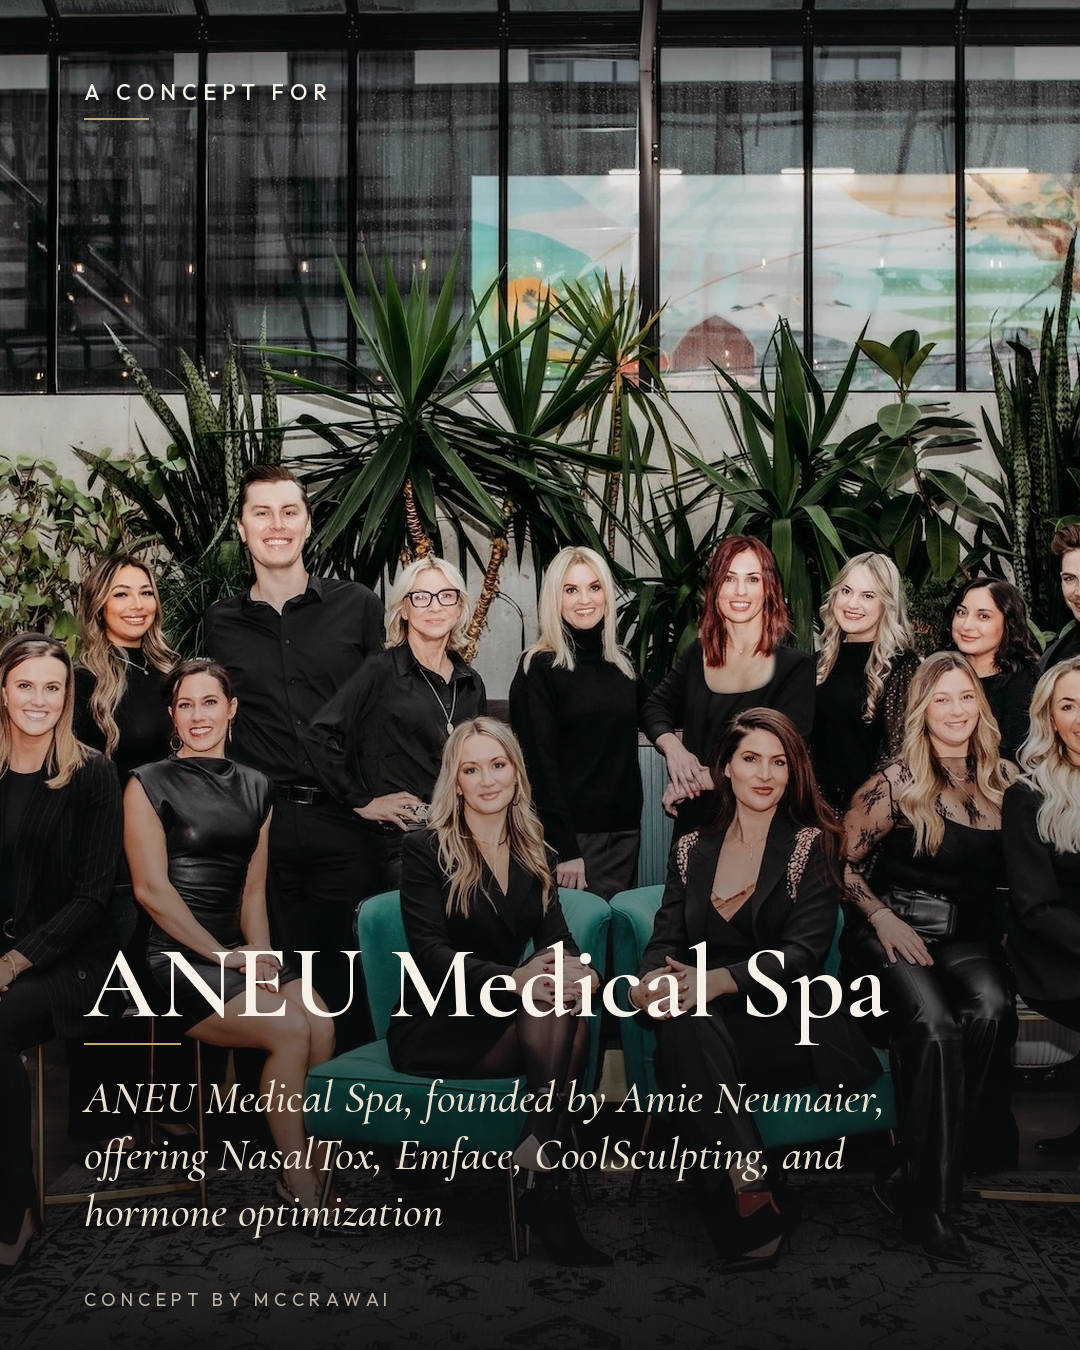 A CONCEPT FOR
ANEU Medical Spa
ANEU Medical Spa, founded by Amie Neumaier,
offering NasalTox, Emface, CoolSculpting, and
hormone optimization
CONCEPT BY MCCRAWAI